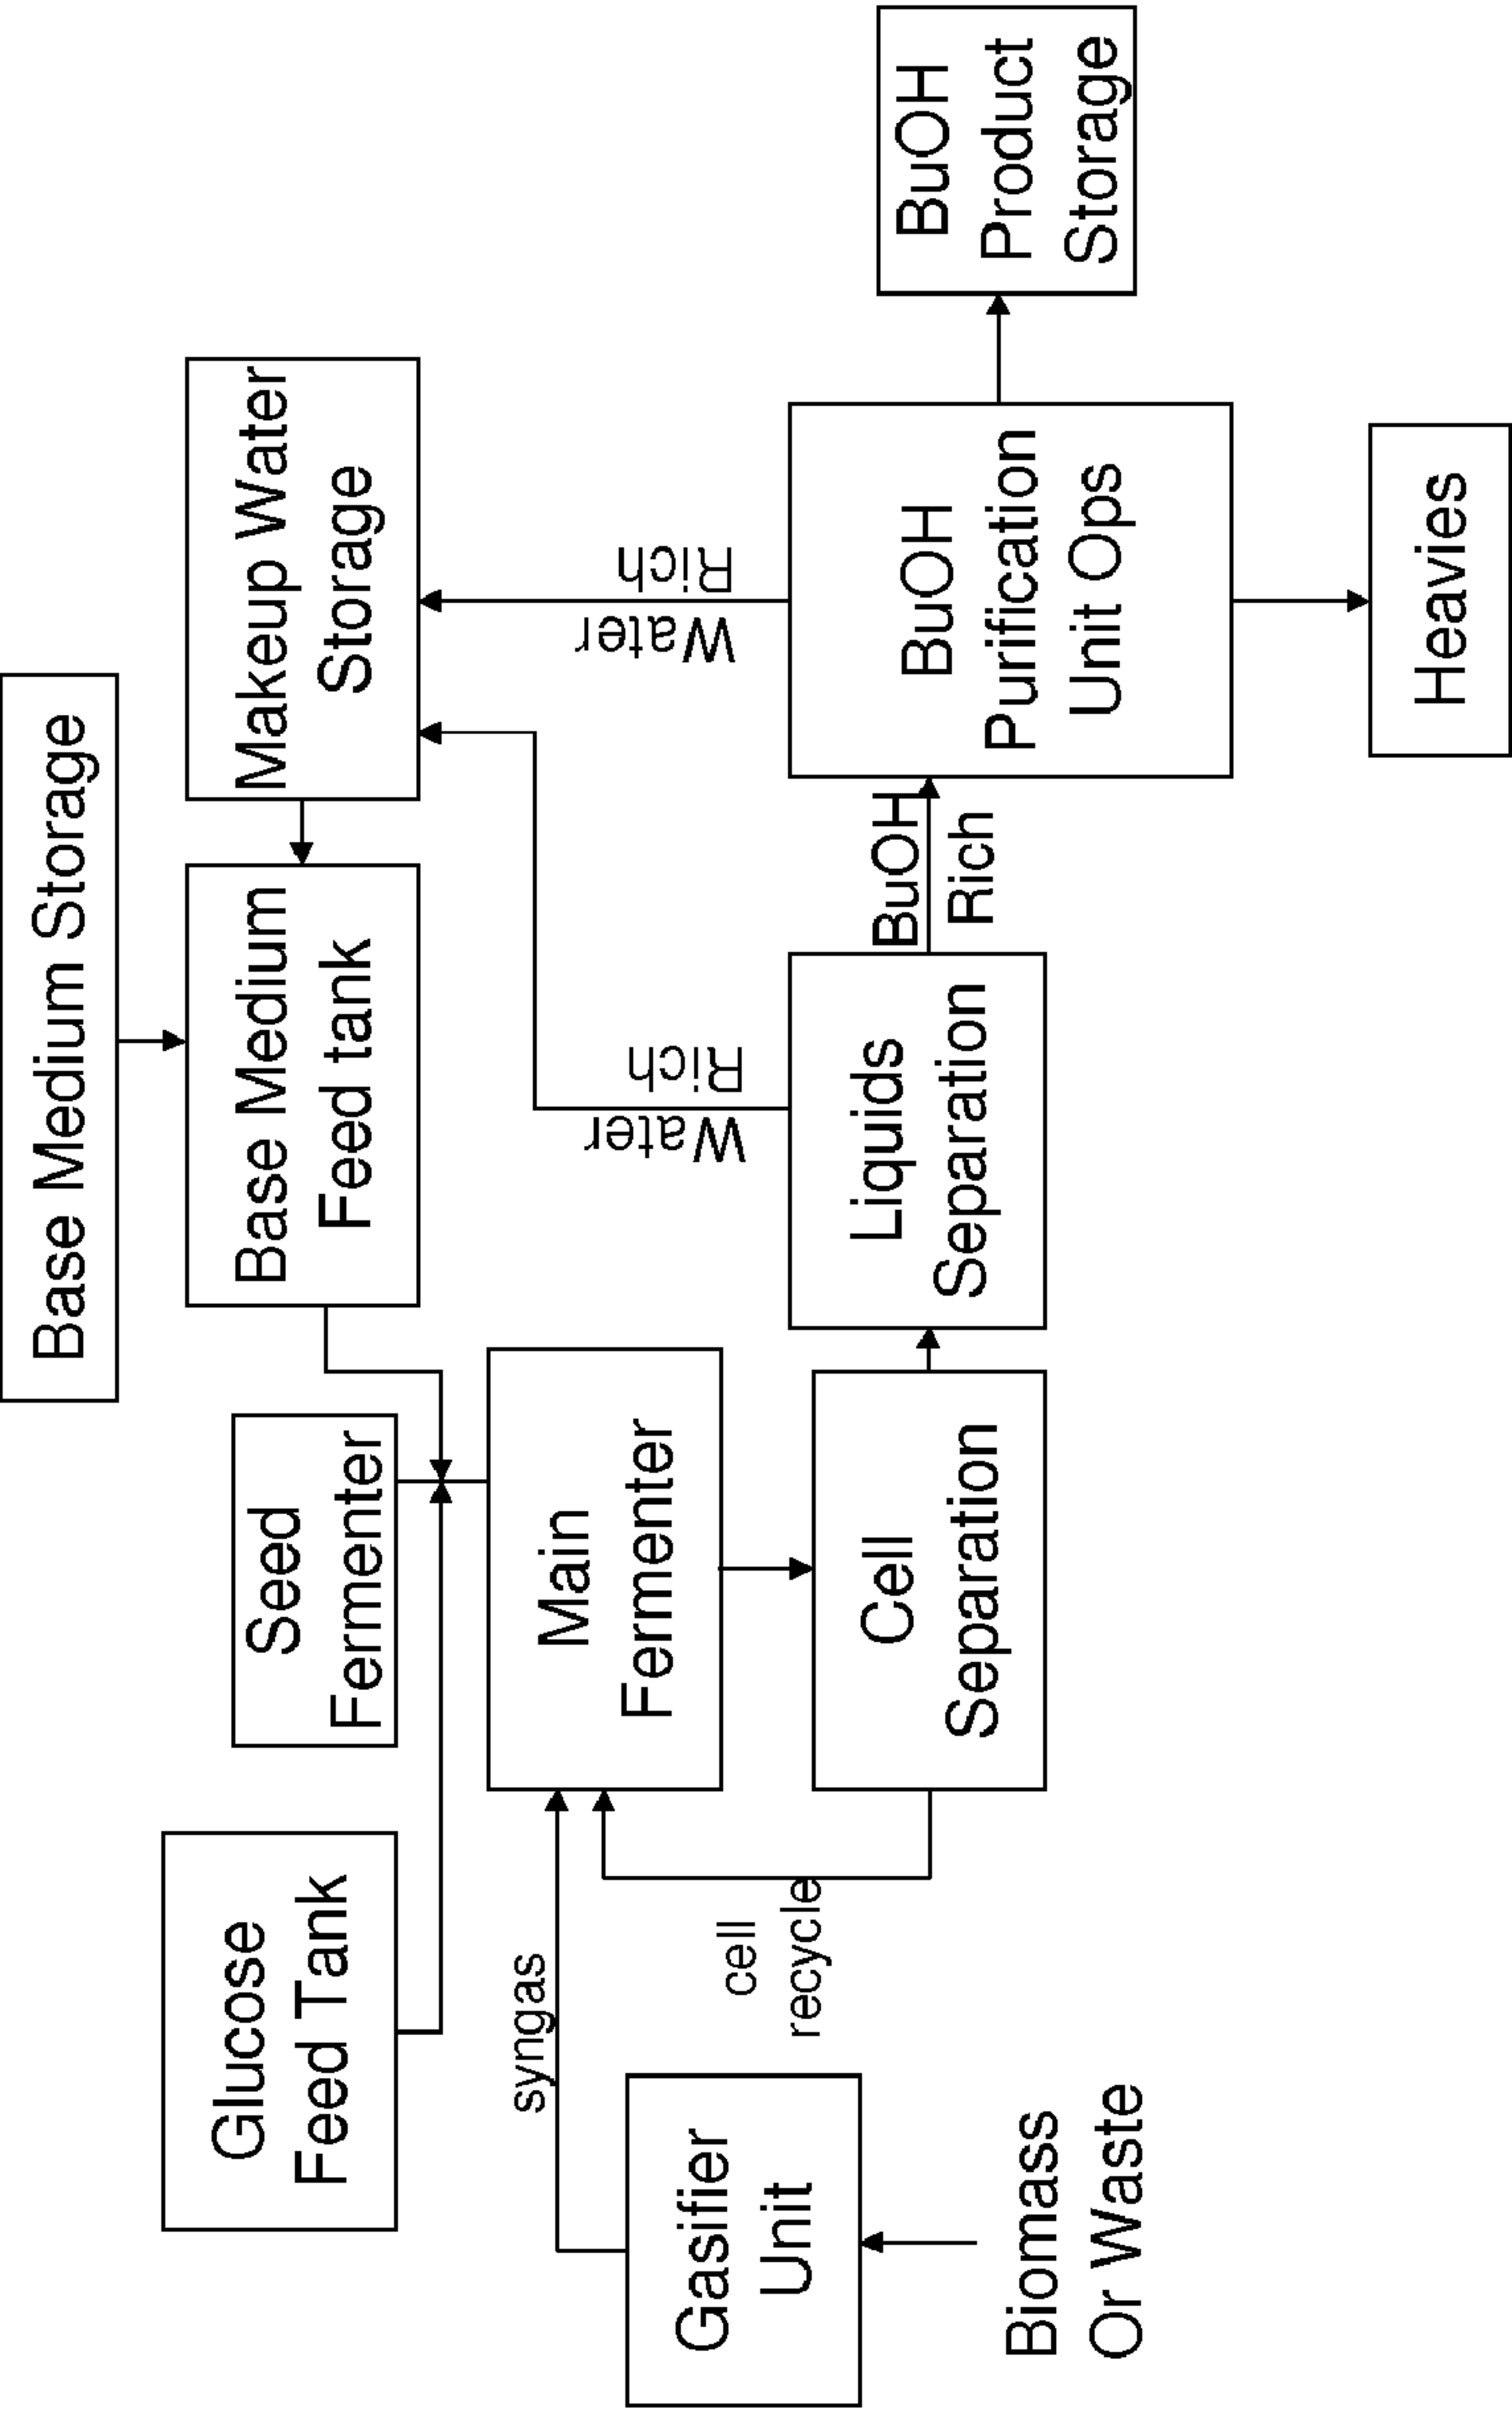 Base Medium Storage
Glucose
Feed Tank
Seed
Fermenter
Base Medium
Feed tank
Makeup Water
Storage
syngas
Main
Fermenter
Water
Rich
Water
Rich
cell
recycle
Gasifier
Unit
Cell
Separation
Liquids
Separation
BuOH
Rich
BuOH
Purification
Unit Ops
BuOH
Product
Storage
Biomass
Or Waste
Heavies